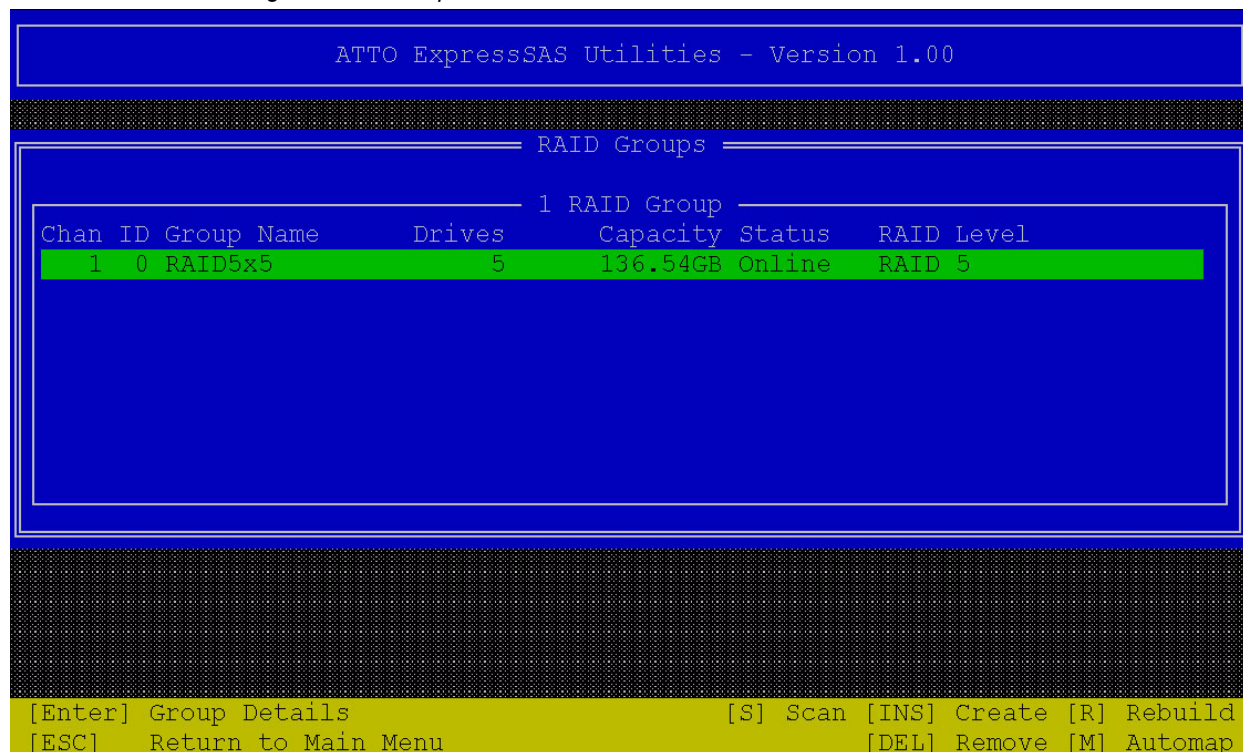 ATTO ExpressSAS Utilities - Version 1.00
RAID Groups
1 RAID Group
Chan ID Group Name Drives Capacity Status RAID Level
1 0 RAID5x5 5 136.54GB Online RAID 5
[Enter] Group Details [S] Scan [INS] Create [R] Rebuild
[ESC] Return to Main Menu [DEL] Remove [M] Automap